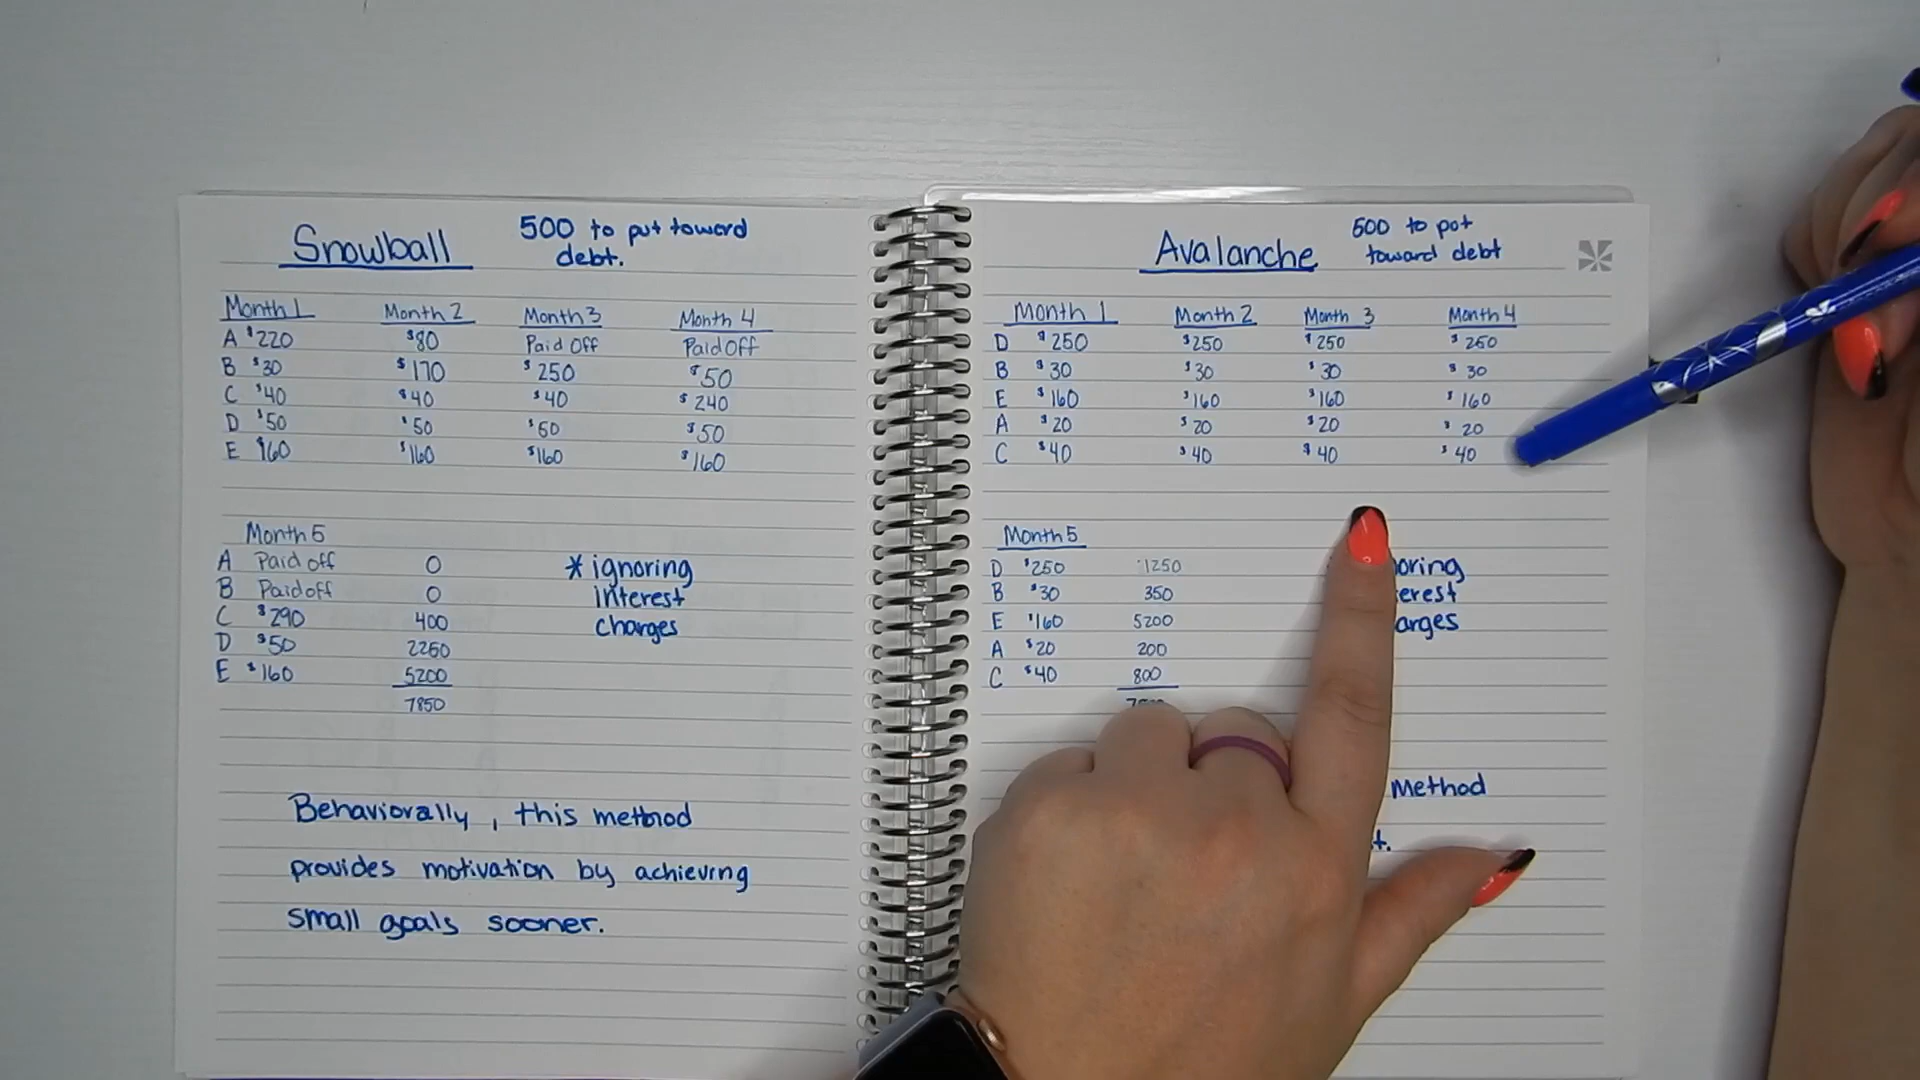 Snowball
500 to put toward
debt.
Month 1 Month 2 Month 3 Month 4
A $220 $80 Paid Off Paid Off
B $30 $170 $250 $50
C $40 $40 $40 $240
D $50 $50 $50 $50
E $160 $160 $160 $160
Month 5
A Paid off 0
B Paid off 0
C $290 400
D $50 2250
E $160 5200
7850
* ignoring
interest
charges
Behaviorally, this method
provides motivation by achieving
small goals sooner.
Avalanche
500 to put
toward debt
Month 1 Month 2 Month 3 Month 4
D $250 $250 $250 $250
B $30 $30 $30 $30
E $160 $160 $160 $160
A $20 $20 $20 $20
C $40 $40 $40 $40
Month 5
D $250 1250
B $30 350
E $160 5200
A $20 200
C $40 800
oring
erest
arges
Method
t.